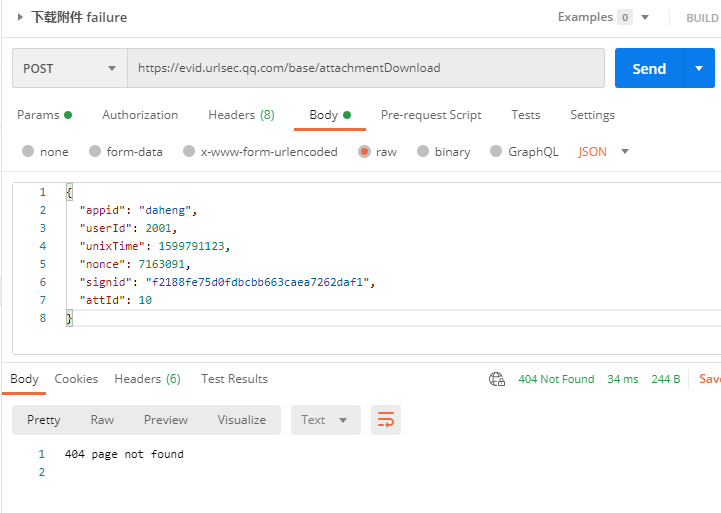 下载附件 failure
Examples 0
BUILD
POST
https://evid.urlsec.qq.com/base/attachmentDownload
Send
Params Authorization Headers (8) Body Pre-request Script Tests Settings
none form-data x-www-form-urlencoded raw binary GraphQL JSON
1 {
2 "appid": "daheng",
3 "userId": 2001,
4 "unixTime": 1599791123,
5 "nonce": 7163091,
6 "signid": "f2188fe75d0fdbcbb663caea7262daf1",
7 "attId": 10
8 }
Body Cookies Headers (6) Test Results 404 Not Found 34 ms 244 B Save
Pretty Raw Preview Visualize Text
1 404 page not found
2